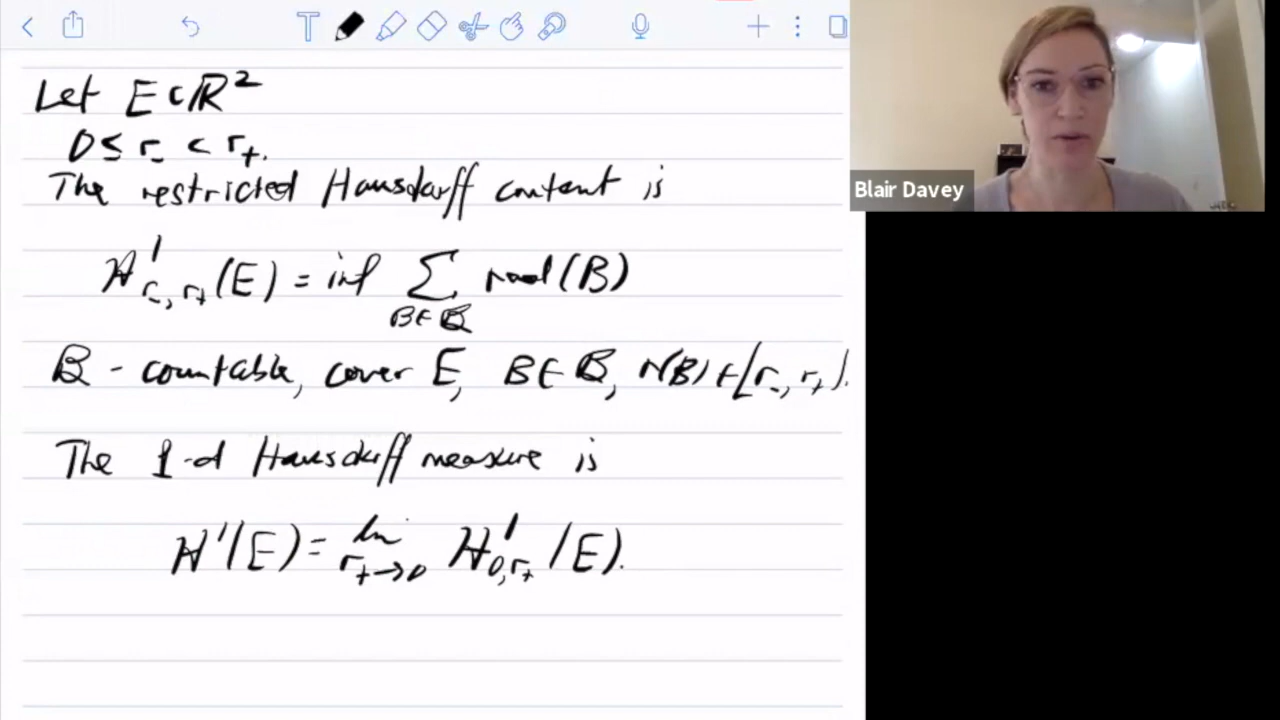 Let E ⊂ ℝ²
0 ≤ r₋ < r₊.
The restricted Hausdorff content is
H¹_{r₋, r₊}(E) = inf ∑_{B∈𝓑} rad(B)
𝓑 - countable, cover E, B∈𝓑, r(B) ∈ [r₋, r₊).
The 1-d Hausdorff measure is
H¹(E) = lim_{r₊→0} H¹_{0,r₊}(E).
Blair Davey